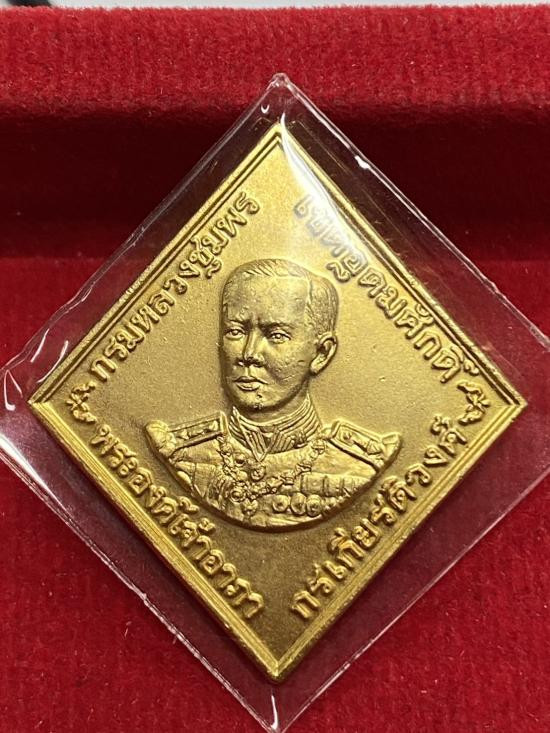 กรมหลวงชุมพร
เขตอุดมศักดิ์
พระองค์เจ้าอาภา
กรเกียรติวงศ์